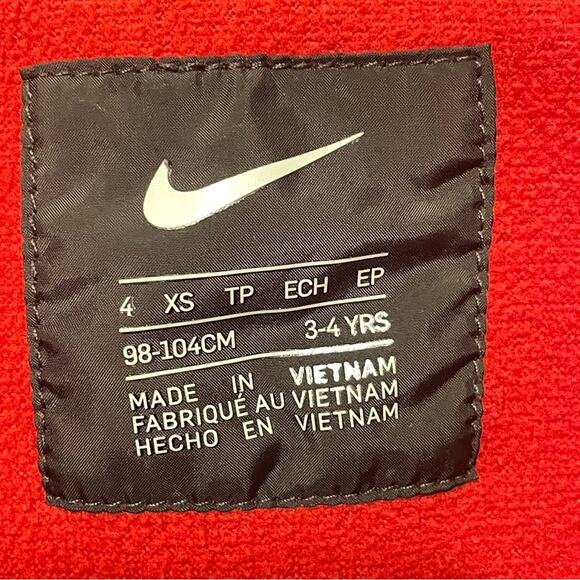 4 XS TP ECH EP
98-104CM 3-4 YRS
MADE IN VIETNAM
FABRIQUÉ AU VIETNAM
HECHO EN VIETNAM